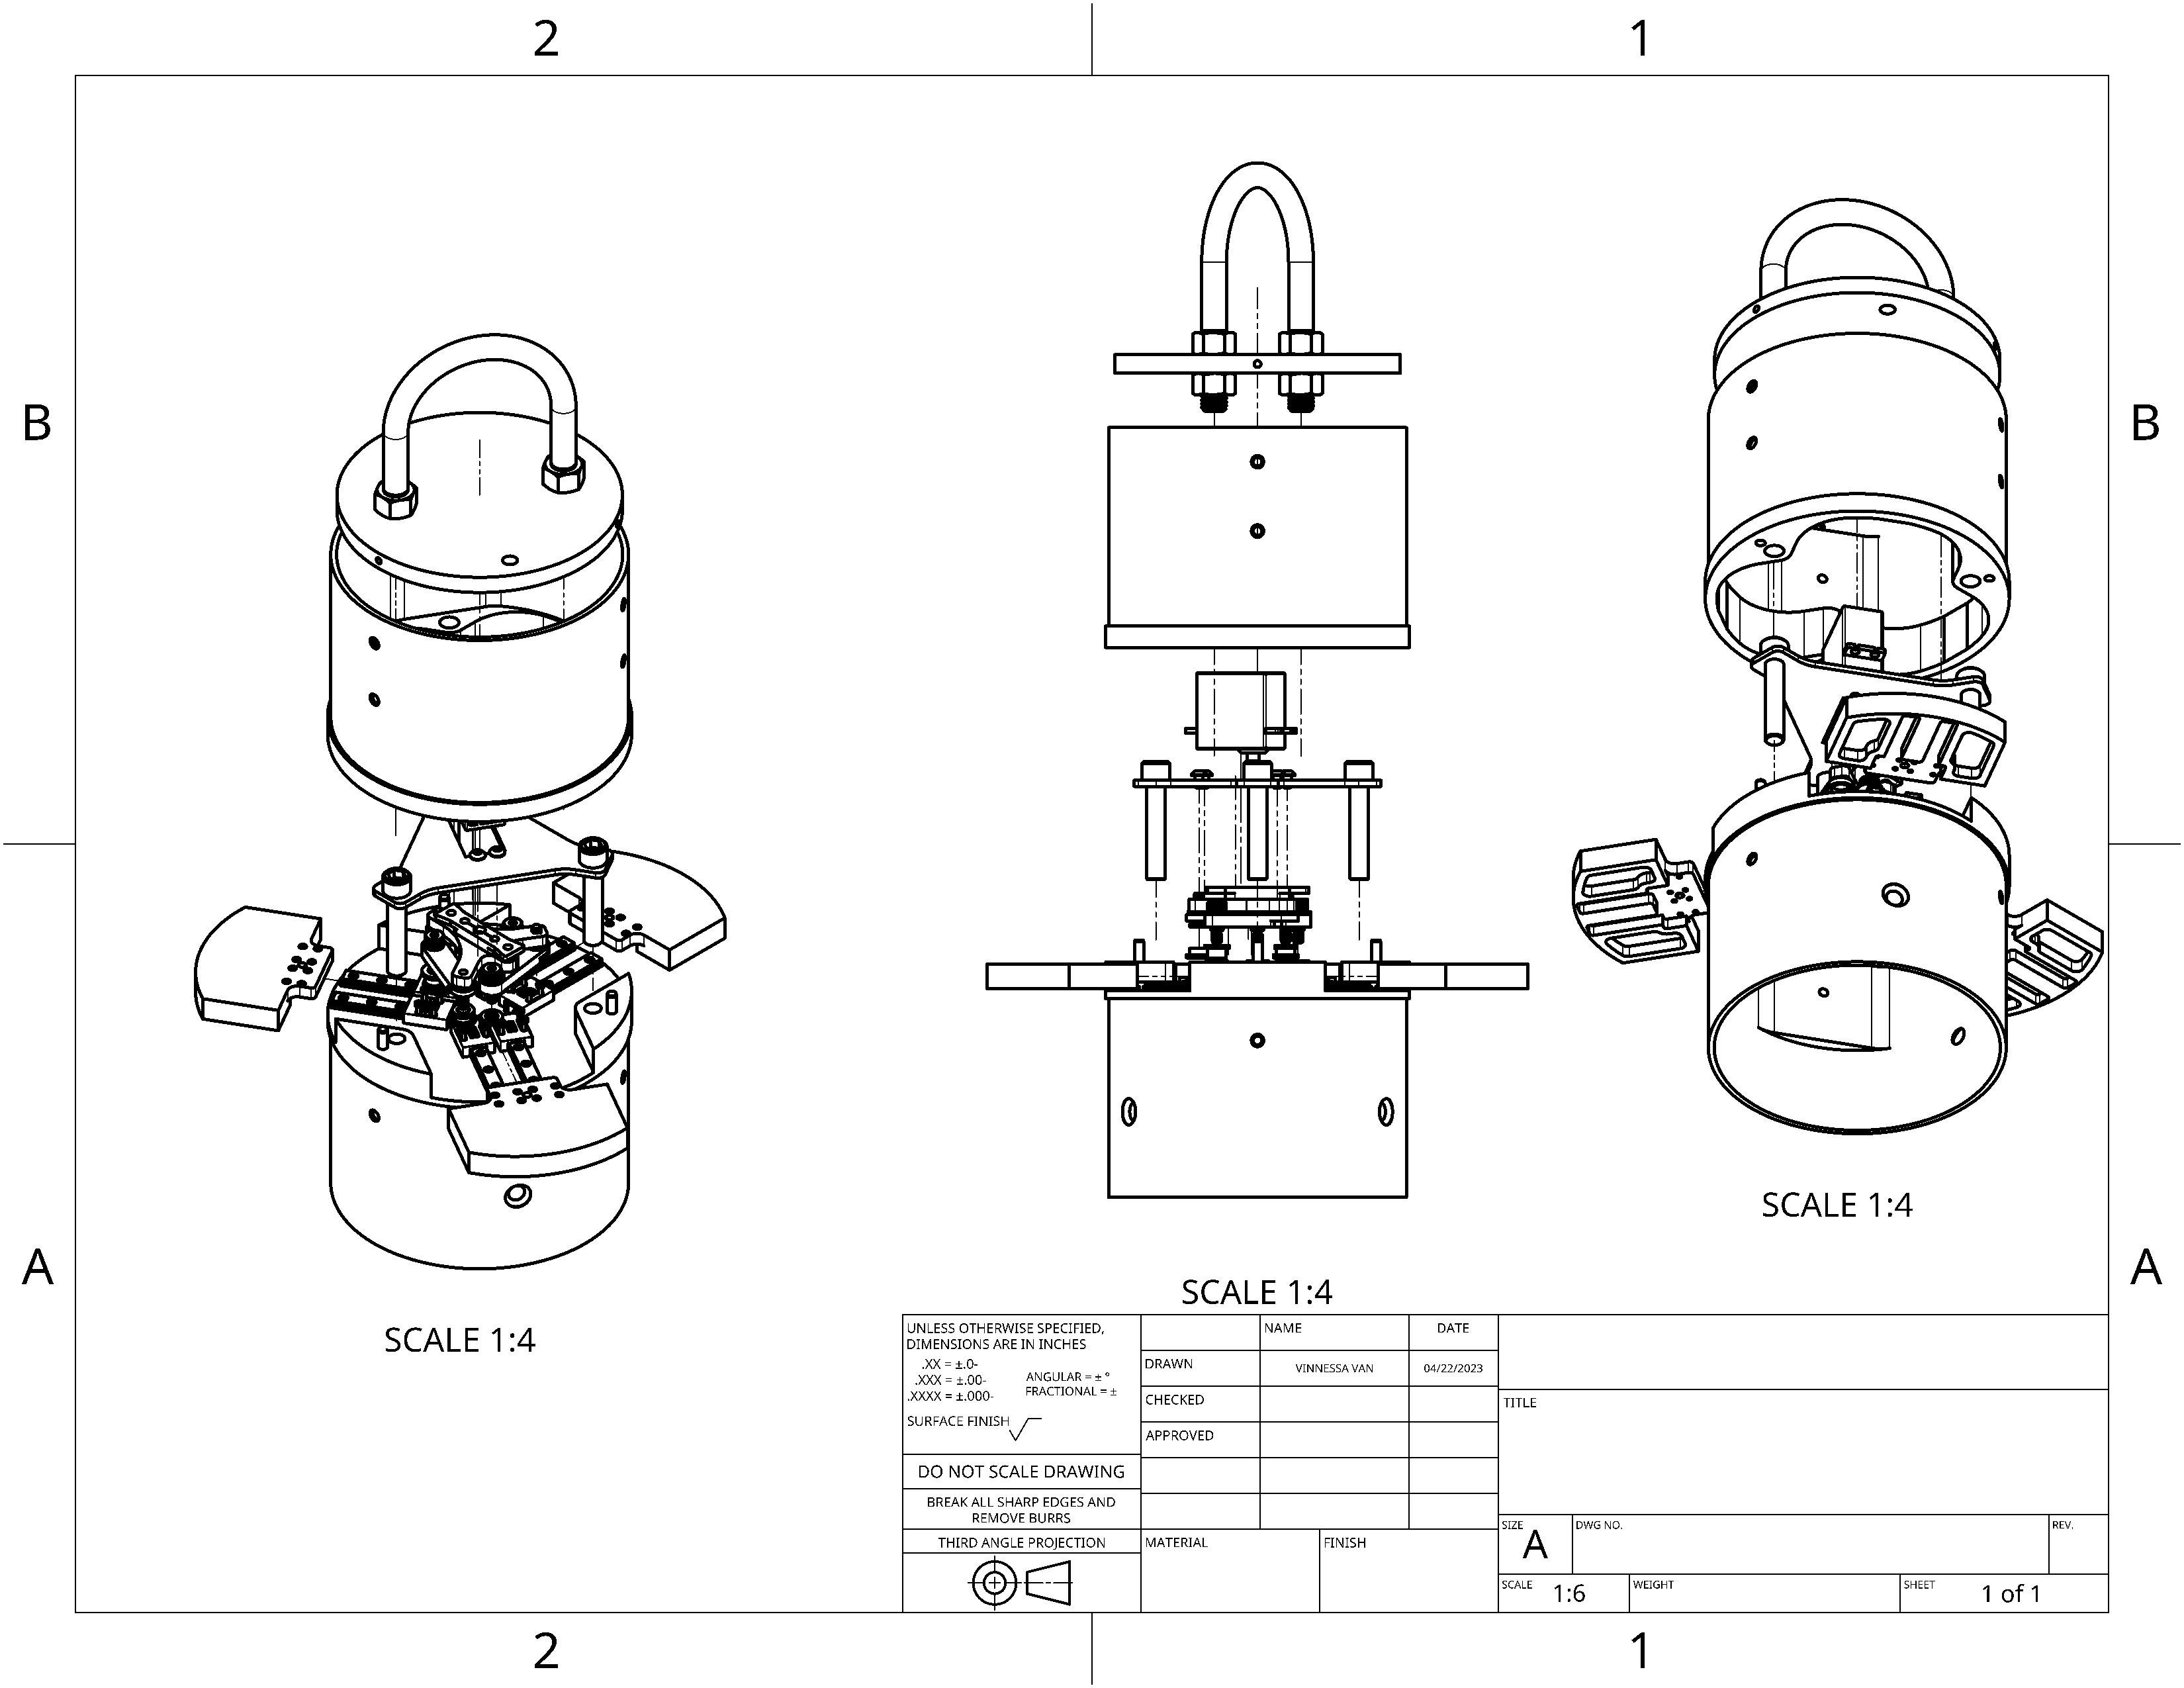 2
1
B
B
A
A
SCALE 1:4
SCALE 1:4
SCALE 1:4
UNLESS OTHERWISE SPECIFIED,
DIMENSIONS ARE IN INCHES
.XX = ±.0-
.XXX = ±.00-
.XXXX = ±.000-
ANGULAR = ± °
FRACTIONAL = ±
SURFACE FINISH
DO NOT SCALE DRAWING
BREAK ALL SHARP EDGES AND
REMOVE BURRS
THIRD ANGLE PROJECTION
NAME
DATE
DRAWN
VINNESSA VAN
04/22/2023
CHECKED
APPROVED
MATERIAL
FINISH
TITLE
SIZE
A
DWG NO.
REV.
SCALE
1:6
WEIGHT
SHEET
1 of 1
2
1